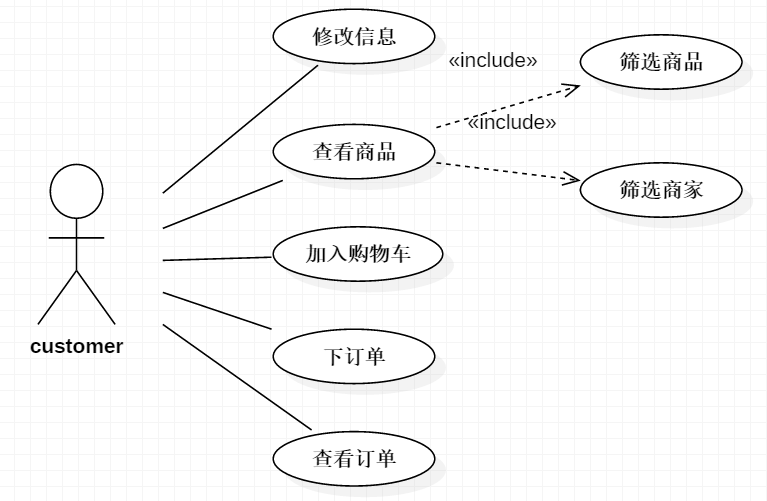 修改信息
«include»
筛选商品
«include»
查看商品
筛选商家
加入购物车
customer
下订单
查看订单